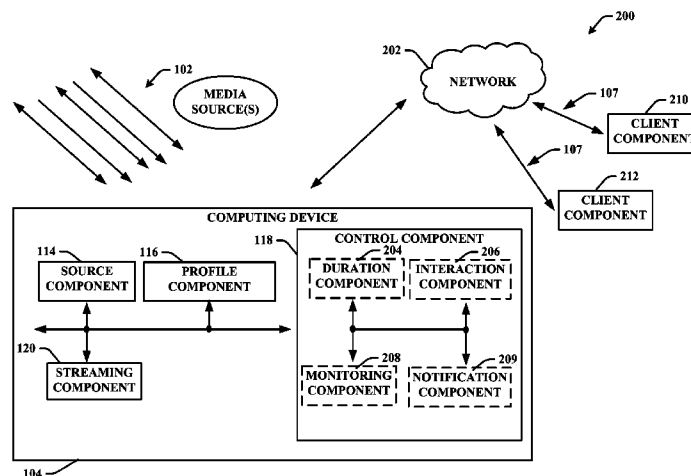 200
202
102
NETWORK
MEDIA
SOURCE(S)
107
210
CLIENT
COMPONENT
107
212
CLIENT
COMPONENT
COMPUTING DEVICE
118
CONTROL COMPONENT
114
SOURCE
COMPONENT
116
PROFILE
COMPONENT
204
DURATION
COMPONENT
206
INTERACTION
COMPONENT
120
STREAMING
COMPONENT
208
MONITORING
COMPONENT
209
NOTIFICATION
COMPONENT
104